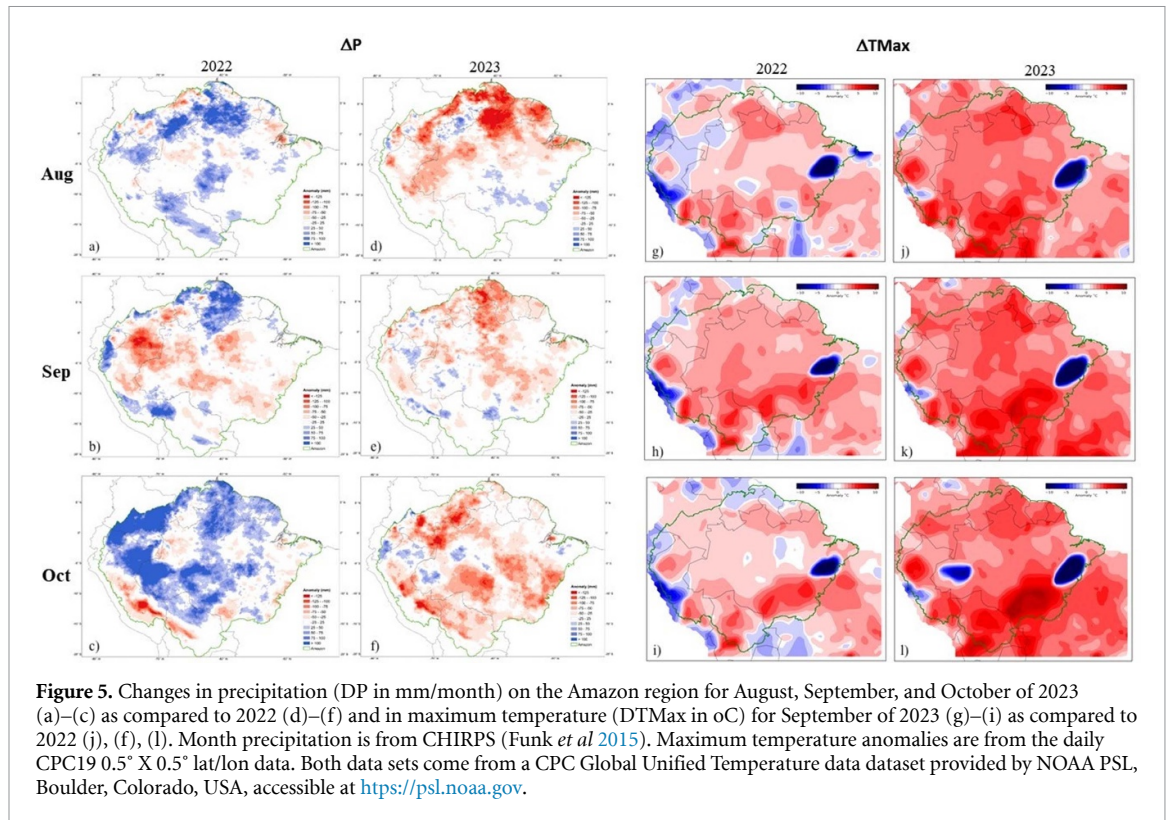 ΔP
ΔTMax
2022
2023
2022
2023
Aug
a)
d)
g)
j)
Anomaly (mm)
Anomaly °C
Amazon
Sep
b)
e)
h)
k)
Oct
c)
f)
i)
l)
Figure 5. Changes in precipitation (DP in mm/month) on the Amazon region for August, September, and October of 2023
(a)–(c) as compared to 2022 (d)–(f) and in maximum temperature (DTMax in oC) for September of 2023 (g)–(i) as compared to
2022 (j), (f), (l). Month precipitation is from CHIRPS (Funk et al 2015). Maximum temperature anomalies are from the daily
CPC19 0.5° X 0.5° lat/lon data. Both data sets come from a CPC Global Unified Temperature data dataset provided by NOAA PSL,
Boulder, Colorado, USA, accessible at htps://psl.noaa.gov.